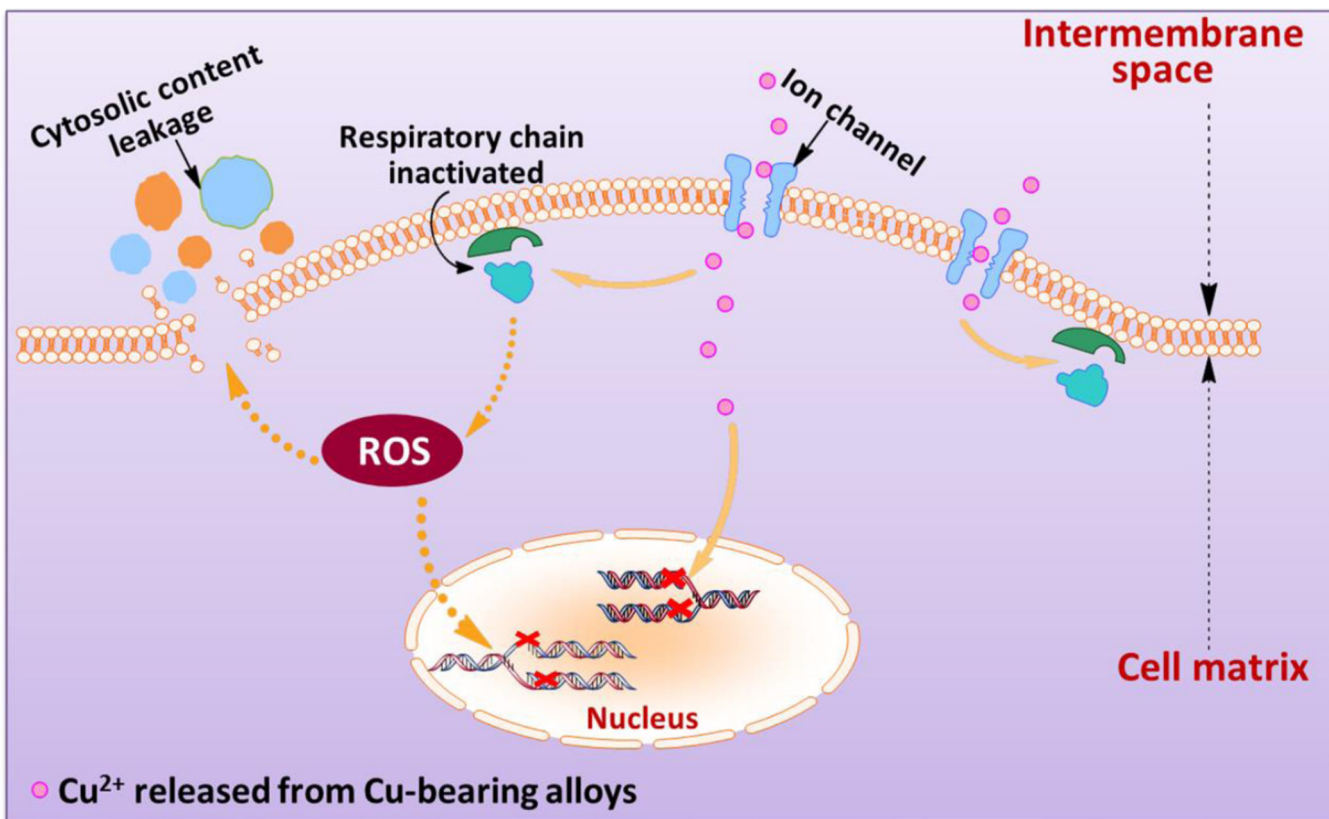 Intermembrane
space
Cytosolic content
leakage
Respiratory chain
inactivated
Ion channel
ROS
Cell matrix
Nucleus
Cu²⁺ released from Cu-bearing alloys